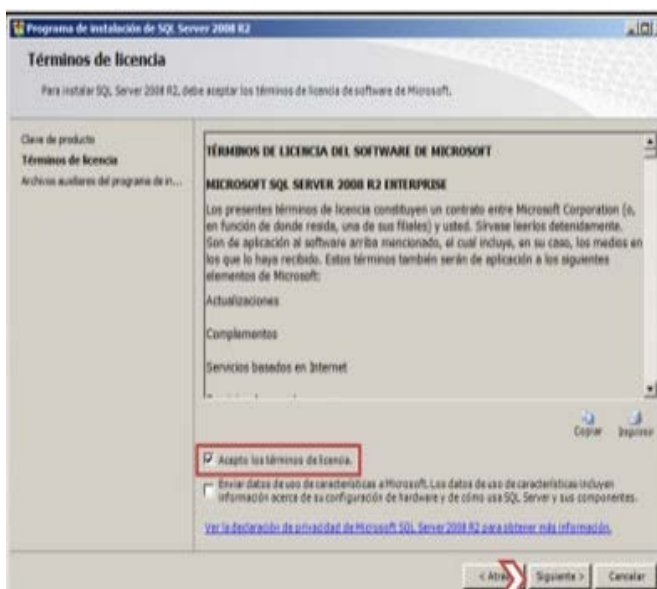 Programa de instalación de SQL Server 2008 R2
Términos de licencia
Para instalar SQL Server 2008 R2, debe aceptar los términos de licencia de software de Microsoft.
Clave de producto
Términos de licencia
Archivos auxiliares del programa de in...
TÉRMINOS DE LICENCIA DEL SOFTWARE DE MICROSOFT
MICROSOFT SQL SERVER 2008 R2 ENTERPRISE
Los presentes términos de licencia constituyen un contrato entre Microsoft Corporation (o,
en función de donde resida, una de sus filiales) y usted. Sírvase leerlos detenidamente.
Son de aplicación al software arriba mencionado, el cual incluye, en su caso, los medios en
los que lo haya recibido. Estos términos también serán de aplicación a los siguientes
elementos de Microsoft:
Actualizaciones
Complementos
Servicios basados en Internet
Copiar Imprimir
Acepto los términos de licencia.
Enviar datos de uso de características a Microsoft. Los datos de uso de características incluyen
información acerca de su configuración de hardware y de cómo usa SQL Server y sus componentes.
Ver la declaración de privacidad de Microsoft SQL Server 2008 R2 para obtener más información.
< Atrás Siguiente > Cancelar